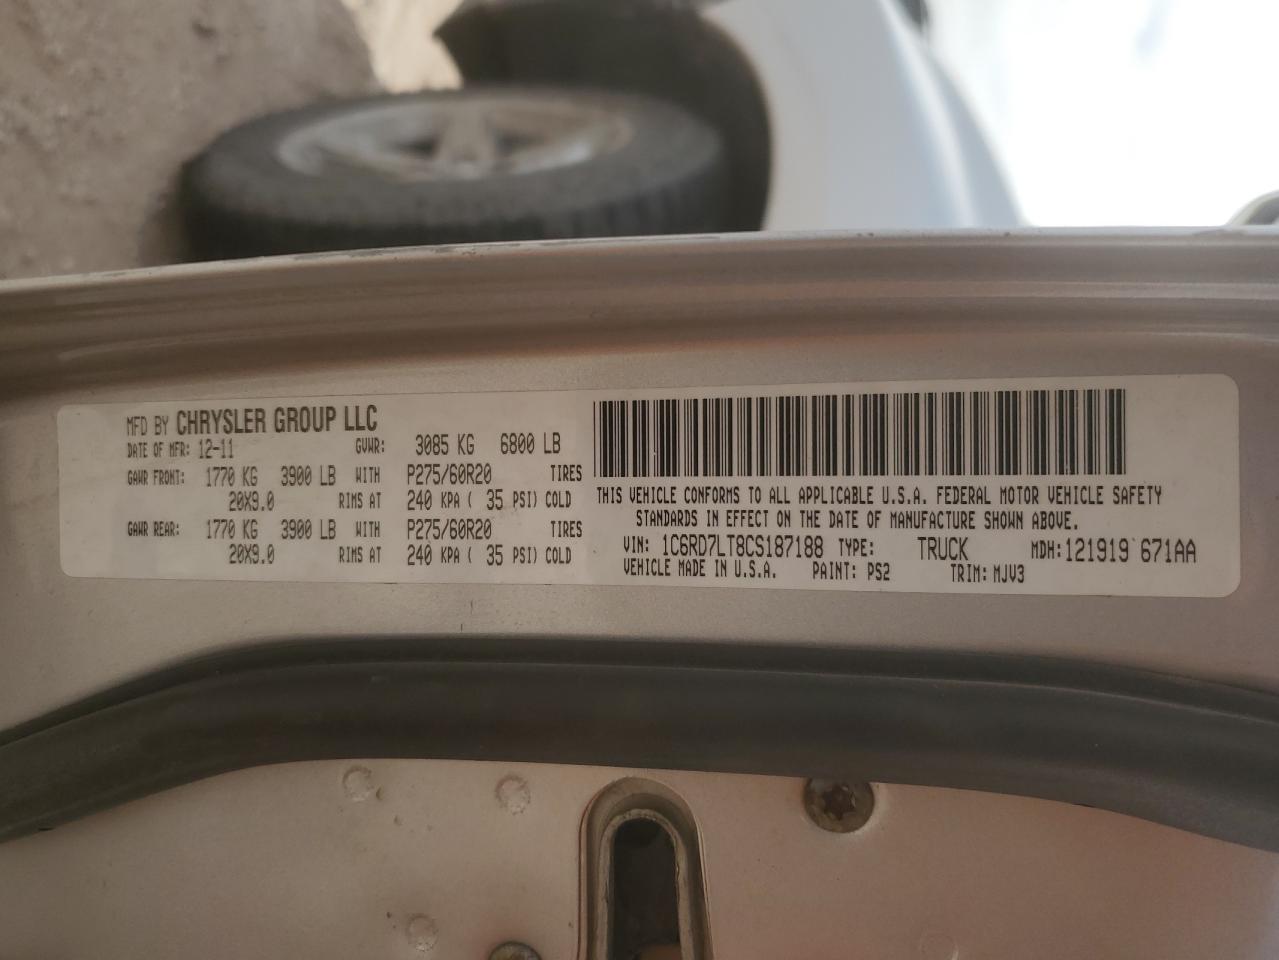 MFD BY CHRYSLER GROUP LLC
DATE OF MFR: 12-11 GVWR: 3085 KG 6800 LB
GAWR FRONT: 1770 KG 3900 LB WITH P275/60R20 TIRES
20X9.0 RIMS AT 240 KPA ( 35 PSI) COLD
GAWR REAR: 1770 KG 3900 LB WITH P275/60R20 TIRES
20X9.0 RIMS AT 240 KPA ( 35 PSI) COLD
THIS VEHICLE CONFORMS TO ALL APPLICABLE U.S.A. FEDERAL MOTOR VEHICLE SAFETY
STANDARDS IN EFFECT ON THE DATE OF MANUFACTURE SHOWN ABOVE.
VIN: 1C6RD7LT8CS187188 TYPE: TRUCK MDH: 121919 671AA
VEHICLE MADE IN U.S.A. PAINT: PS2 TRIM: MJV3